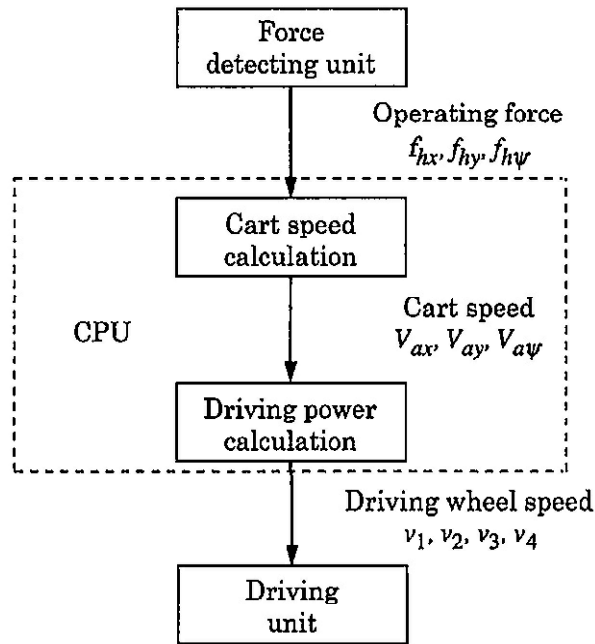 Force
detecting unit
Operating force
f_hx, f_hy, f_hψ
Cart speed
calculation
CPU
Cart speed
V_ax, V_ay, V_aψ
Driving power
calculation
Driving wheel speed
v_1, v_2, v_3, v_4
Driving
unit